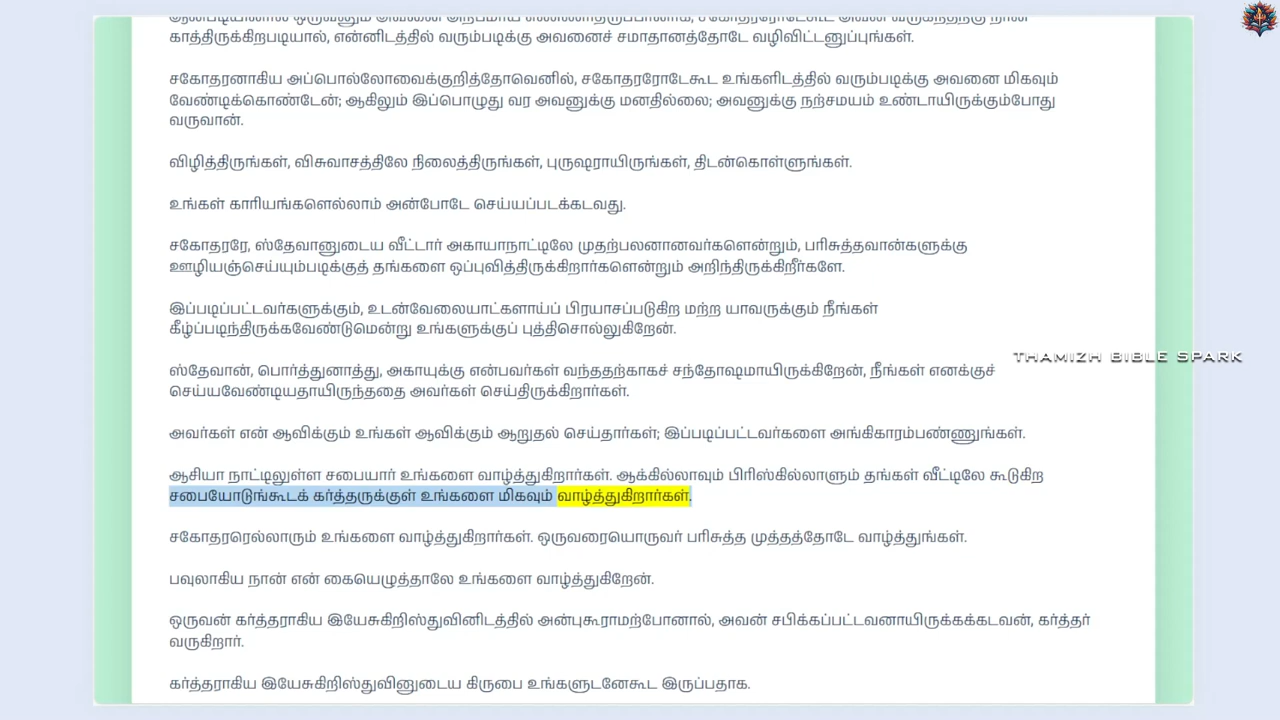 காத்திருக்கிறபடியால், என்னிடத்தில் வரும்படிக்கு அவனைச் சமாதானத்தோடே வழிவிட்டனுப்புங்கள்.
சகோதரனாகிய அப்பொல்லோவைக்குறித்தோவெனில், சகோதரரோடேகூட உங்களிடத்தில் வரும்படிக்கு அவனை மிகவும்
வேண்டிக்கொண்டேன்; ஆகிலும் இப்பொழுது வர அவனுக்கு மனதில்லை; அவனுக்கு நற்சமயம் உண்டாயிருக்கும்போது
வருவான்.
விழித்திருங்கள், விசுவாசத்திலே நிலைத்திருங்கள், புருஷராயிருங்கள், திடன்கொள்ளுங்கள்.
உங்கள் காரியங்களெல்லாம் அன்போடே செய்யப்படக்கடவது.
சகோதரரே, ஸ்தேவானுடைய வீட்டார் அகாயாநாட்டிலே முதற்பலனானவர்களென்றும், பரிசுத்தவான்களுக்கு
ஊழியஞ்செய்யும்படிக்குத் தங்களை ஒப்புவித்திருக்கிறார்களென்றும் அறிந்திருக்கிறீர்களே.
இப்படிப்பட்டவர்களுக்கும், உடன்வேலையாட்களாய்ப் பிரயாசப்படுகிற மற்ற யாவருக்கும் நீங்கள்
கீழ்ப்படிந்திருக்கவேண்டுமென்று உங்களுக்குப் புத்திசொல்லுகிறேன்.
ஸ்தேவான், பொர்த்துனாத்து, அகாயுக்கு என்பவர்கள் வந்ததற்காகச் சந்தோஷமாயிருக்கிறேன், நீங்கள் எனக்குச்
THAMIZH BIBLE SPARK
செய்யவேண்டியதாயிருந்ததை அவர்கள் செய்திருக்கிறார்கள்.
அவர்கள் என் ஆவிக்கும் உங்கள் ஆவிக்கும் ஆறுதல் செய்தார்கள்; இப்படிப்பட்டவர்களை அங்கிகாரம்பண்ணுங்கள்.
ஆசியா நாட்டிலுள்ள சபையார் உங்களை வாழ்த்துகிறார்கள். ஆக்கில்லாவும் பிரிஸ்கில்லாளும் தங்கள் வீட்டிலே கூடுகிற
சபையோடுங்கூடக் கர்த்தருக்குள் உங்களை மிகவும் வாழ்த்துகிறார்கள்.
சகோதரரெல்லாரும் உங்களை வாழ்த்துகிறார்கள். ஒருவரையொருவர் பரிசுத்த முத்தத்தோடே வாழ்த்துங்கள்.
பவுலாகிய நான் என் கையெழுத்தாலே உங்களை வாழ்த்துகிறேன்.
ஒருவன் கர்த்தராகிய இயேசுகிறிஸ்துவினிடத்தில் அன்புகூராமற்போனால், அவன் சபிக்கப்பட்டவனாயிருக்கக்கடவன், கர்த்தர்
வருகிறார்.
கர்த்தராகிய இயேசுகிறிஸ்துவினுடைய கிருபை உங்களுடனேகூட இருப்பதாக.